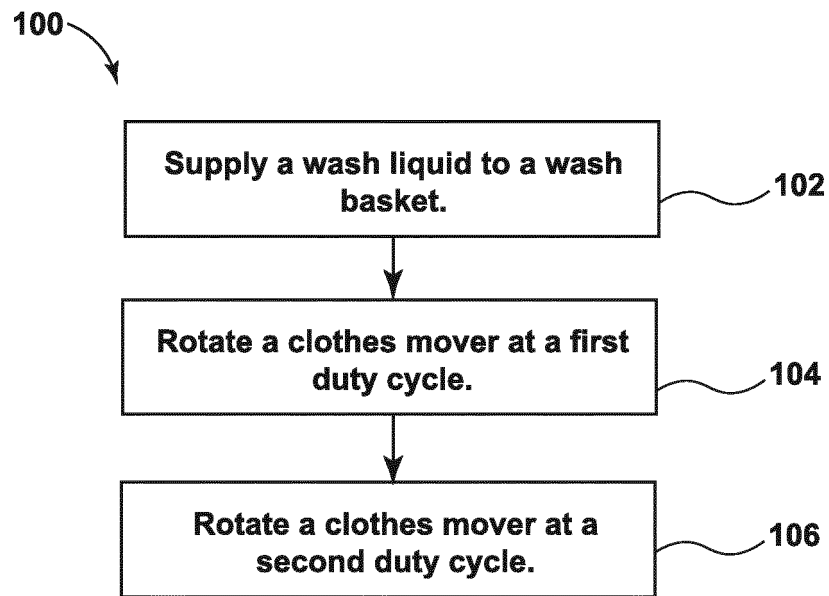 100
Supply a wash liquid to a wash
basket.
102
Rotate a clothes mover at a first
duty cycle.
104
Rotate a clothes mover at a
second duty cycle.
106